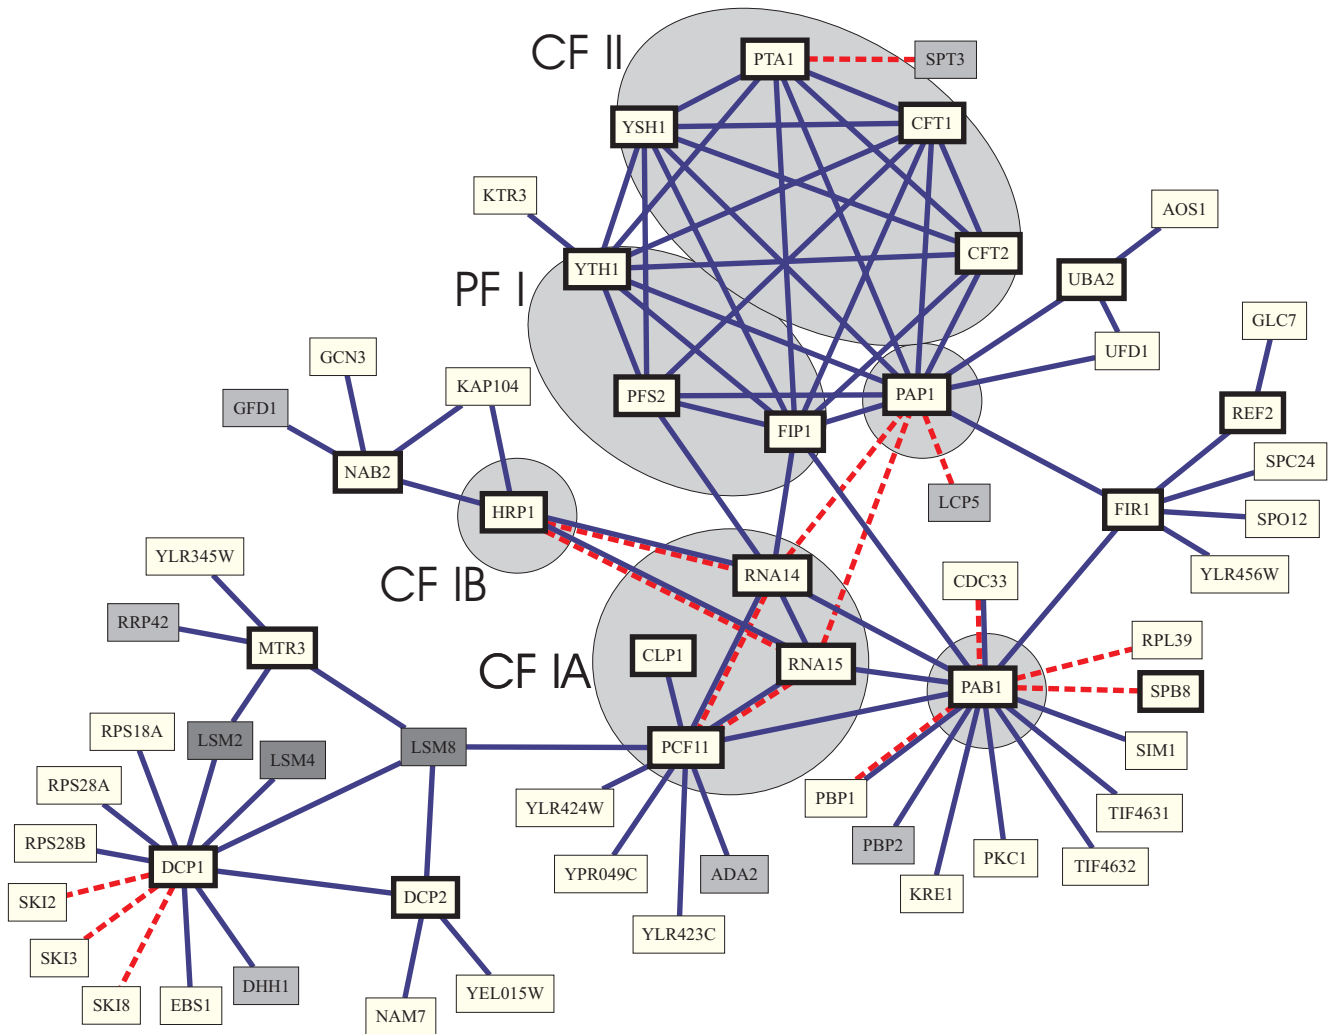 CF II
PTA1
SPT3
YSH1
CFT1
KTR3
AOS1
YTH1
CFT2
UBA2
PF I
GLC7
GCN3
UFD1
KAP104
GFD1
PFS2
PAP1
REF2
FIP1
NAB2
SPC24
LCP5
HRP1
FIR1
SPO12
YLR345W
RNA14
YLR456W
CF IB
CDC33
RRP42
MTR3
RPL39
CLP1
RNA15
CF IA
PAB1
SPB8
RPS18A
LSM2
LSM8
PCF11
SIM1
LSM4
RPS28A
YLR424W
PBP1
TIF4631
RPS28B
PBP2
PKC1
TIF4632
DCP1
YPR049C
ADA2
SKI2
DCP2
KRE1
YLR423C
SKI3
DHH1
YEL015W
SKI8
EBS1
NAM7